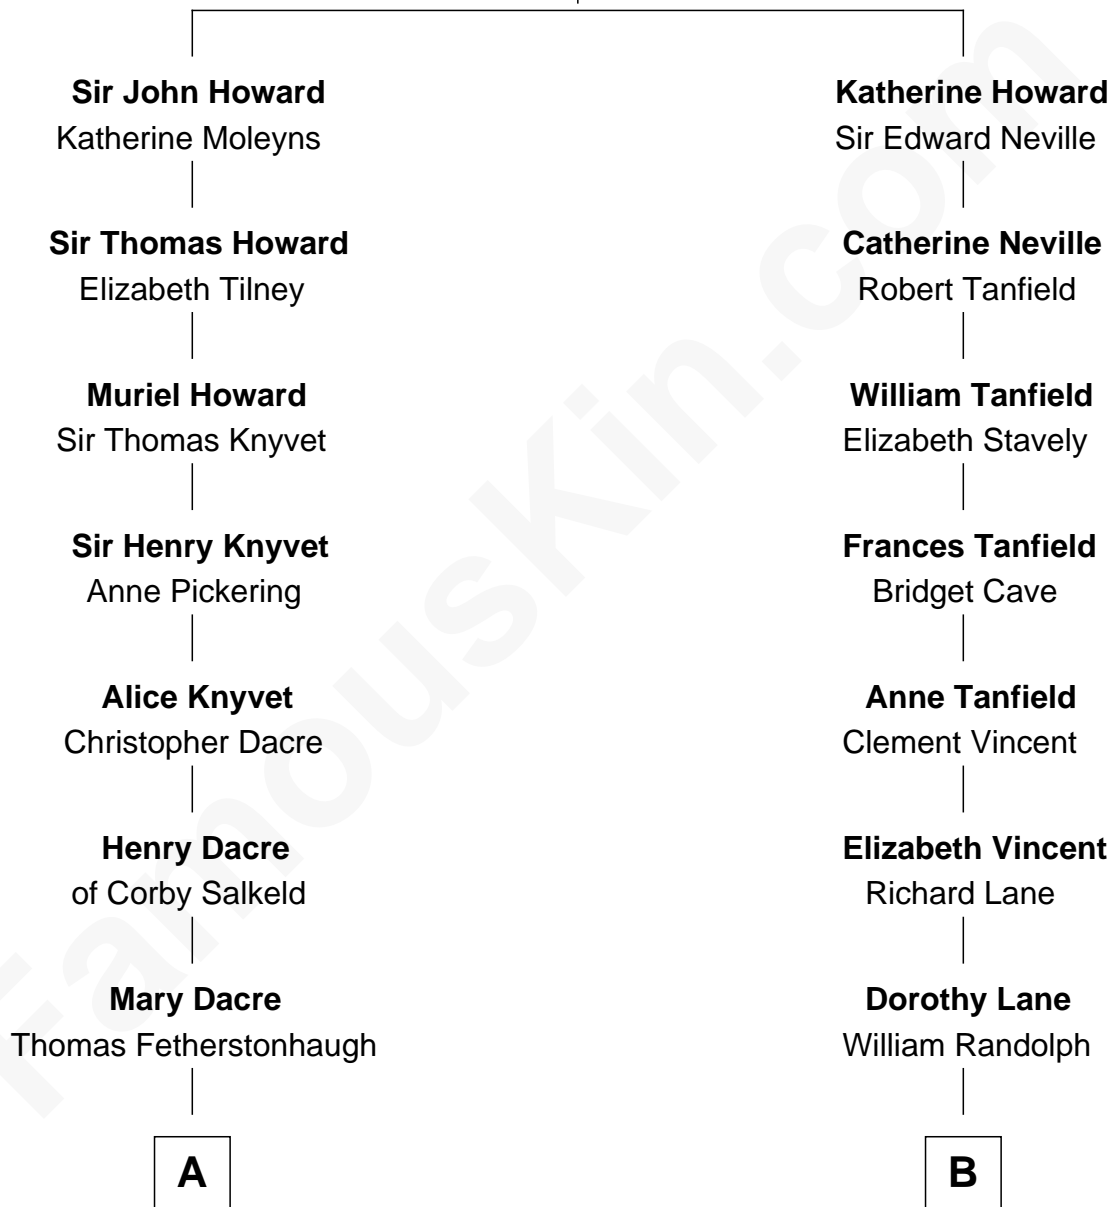 Sir John Howard
Katherine Moleyns
Sir Thomas Howard
Elizabeth Tilney
Muriel Howard
Sir Thomas Knyvet
Sir Henry Knyvet
Anne Pickering
Alice Knyvet
Christopher Dacre
Henry Dacre
of Corby Salkeld
Mary Dacre
Thomas Fetherstonhaugh
A
Katherine Howard
Sir Edward Neville
Catherine Neville
Robert Tanfield
William Tanfield
Elizabeth Stavely
Frances Tanfield
Bridget Cave
Anne Tanfield
Clement Vincent
Elizabeth Vincent
Richard Lane
Dorothy Lane
William Randolph
B
FamousKin.com